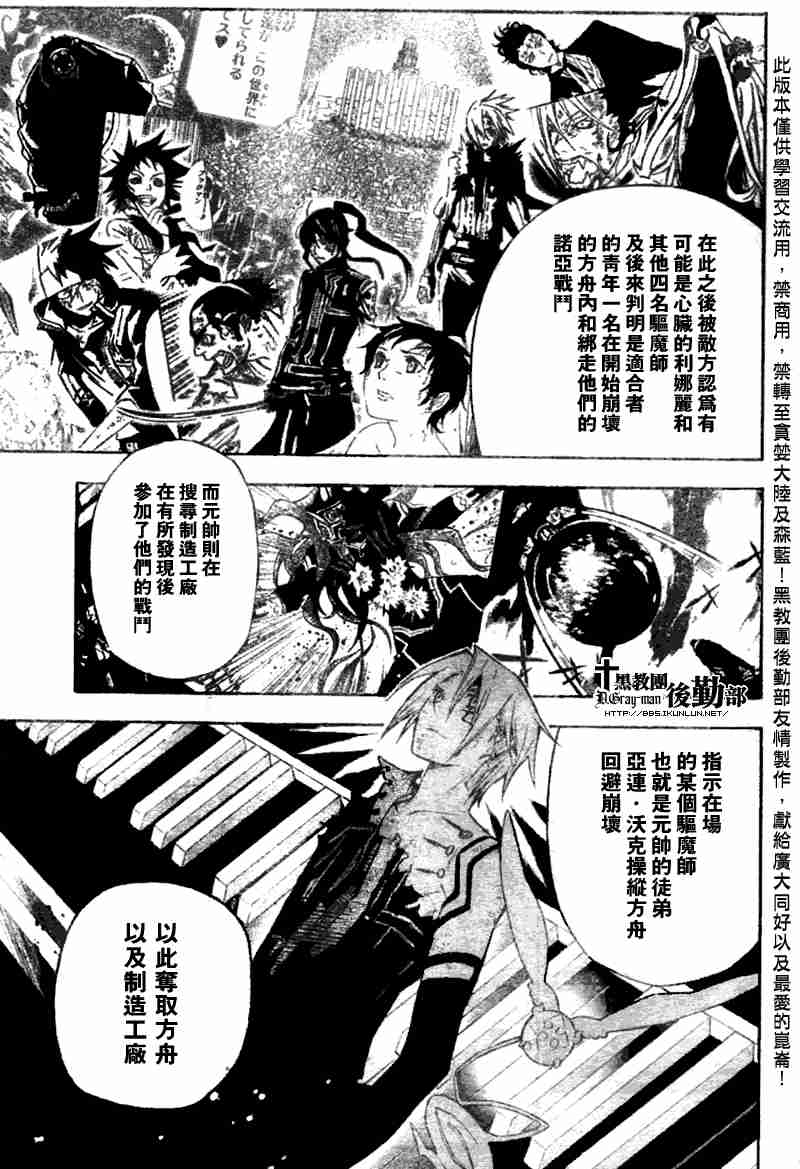 在此之後被敵方認爲有
可能是心臟的利娜麗和
其他四名驅魔師
及後來判明是適合者
的青年一名在開始崩壞
的方舟內和綁走他們的
諾亞戰鬥
この世界に
してられる
てス♥
而元帥則在
搜尋制造工廠
在有所發現後
參加了他們的戰鬥
黑教團
D.Gray-man
後勤部
HTTP://BBS.IKUNLUN.NET/
指示在場
的某個驅魔師
也就是元帥的徒弟
亞連·沃克操縱方舟
回避崩壞
以此奪取方舟
以及制造工廠
此版本僅供學習交流用，禁商用，禁轉至貪婪大陸及森藍！黑教團後勤部友情製作，獻給廣大同好以及最愛的崑崙！